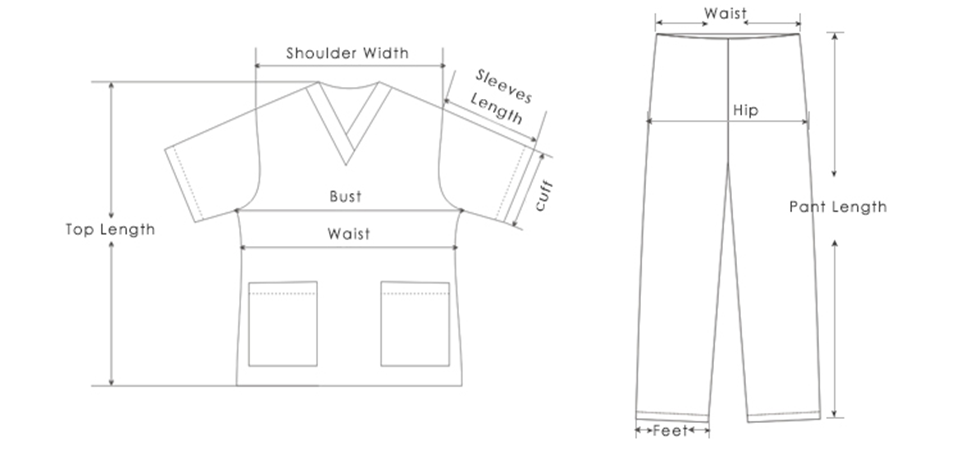 Shoulder Width
Sleeves
Length
cuff
Bust
Waist
Top Length
Waist
Hip
Pant Length
Feet